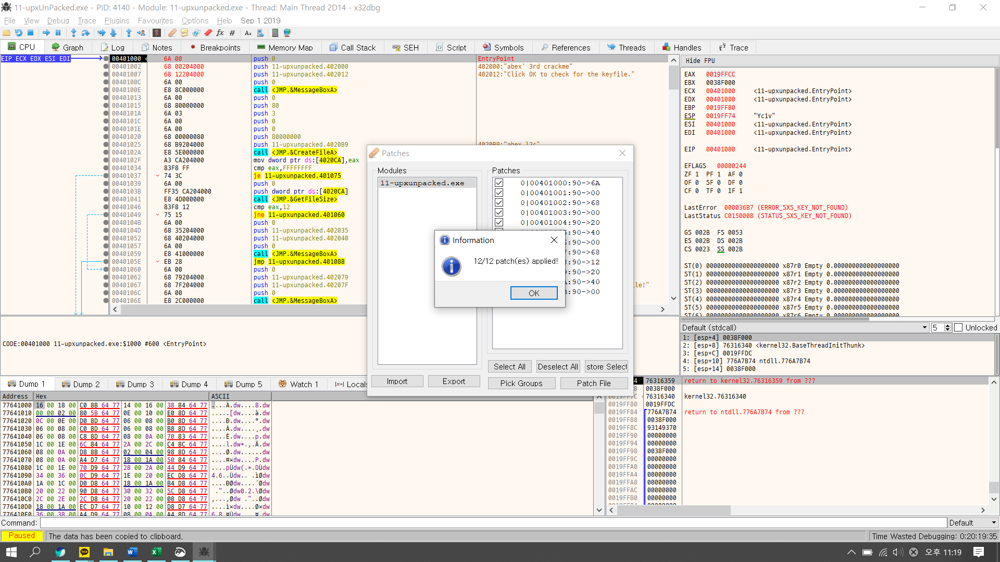 11-upxUnPacked.exe - PID: 4140 - Module: 11-upxunpacked.exe - Thread: Main Thread 2D14 - x32dbg
File View Debug Trace Plugins Favourites Options Help Sep 1 2019
CPU Graph Log Notes Breakpoints Memory Map Call Stack SEH Script Symbols References Threads Handles Trace
EIP ECX EDX ESI EDI
00401000 6A 00 push 0 EntryPoint
00401002 68 00204000 push 11-upxunpacked.402000 402000:"abex' 3rd crackme"
00401007 68 12204000 push 11-upxunpacked.402012 402012:"Click OK to check for the keyfile."
0040100C 6A 00 push 0
0040100E E8 8C000000 call <JMP.&MessageBoxA>
00401013 6A 00 push 0
00401015 68 80000000 push 80
0040101A 6A 03 push 3
0040101C 6A 00 push 0
0040101E 6A 00 push 0
00401020 68 00000080 push 80000000
00401025 68 B9204000 push 11-upxunpacked.4020B9 4020B9:"abex.l2c"
0040102A E8 5E000000 call <JMP.&CreateFileA>
0040102F A3 CA204000 mov dword ptr ds:[4020CA],eax
00401034 83F8 FF cmp eax,FFFFFFFF
00401037 74 3C je 11-upxunpacked.401075
00401039 6A 00 push 0
0040103B FF35 CA204000 push dword ptr ds:[4020CA]
00401041 E8 4D000000 call <JMP.&GetFileSize>
00401046 83F8 12 cmp eax,12
00401049 75 15 jne 11-upxunpacked.401060
0040104B 6A 00 push 0
0040104D 68 35204000 push 11-upxunpacked.402035
00401052 68 40204000 push 11-upxunpacked.402040
00401057 6A 00 push 0
00401059 E8 41000000 call <JMP.&MessageBoxA>
0040105E EB 28 jmp 11-upxunpacked.401088
00401060 6A 00 push 0
00401062 68 79204000 push 11-upxunpacked.402079
00401067 68 7F204000 push 11-upxunpacked.40207F le!"
0040106C 6A 00 push 0
0040106E E8 2C000000 call <JMP.&MessageBoxA>
CODE:00401000 11-upxunpacked.exe:$1000 #600 <EntryPoint>
Patches
Modules
11-upxunpacked.exe
Patches
0|00401000:90->6A
0|00401001:90->00
0|00401002:90->68
0|00401003:90->00
0|00401004:90->20
:90->40
:90->00
7:90->68
3:90->12
9:90->20
A:90->40
3:90->00
Information
12/12 patch(es) applied!
OK
Select All Deselect All store Select
Import Export Pick Groups Patch File
Hide FPU
EAX 0019FFCC
EBX 0038F000
ECX 00401000 <11-upxunpacked.EntryPoint>
EDX 00401000 <11-upxunpacked.EntryPoint>
EBP 0019FF80
ESP 0019FF74 "Yc1v"
ESI 00401000 <11-upxunpacked.EntryPoint>
EDI 00401000 <11-upxunpacked.EntryPoint>
EIP 00401000 <11-upxunpacked.EntryPoint>
EFLAGS 00000244
ZF 1 PF 1 AF 0
OF 0 SF 0 DF 0
CF 0 TF 0 IF 1
LastError 000036B7 (ERROR_SXS_KEY_NOT_FOUND)
LastStatus C0150008 (STATUS_SXS_KEY_NOT_FOUND)
GS 002B FS 0053
ES 002B DS 002B
CS 0023 SS 002B
ST(0) 00000000000000000000 x87r0 Empty 0.000000000000000000
ST(1) 00000000000000000000 x87r1 Empty 0.000000000000000000
ST(2) 00000000000000000000 x87r2 Empty 0.000000000000000000
ST(3) 00000000000000000000 x87r3 Empty 0.000000000000000000
ST(4) 00000000000000000000 x87r4 Empty 0.000000000000000000
ST(5) 00000000000000000000 x87r5 Empty 0.000000000000000000
ST(6) 00000000000000000000 x87r6 Empty 0.000000000000000000
Default (stdcall) 5 Unlocked
1: [esp+4] 0038F000
2: [esp+8] 76316340 <kernel32.BaseThreadInitThunk>
3: [esp+C] 0019FFDC
4: [esp+10] 776A7B74 ntdll.776A7B74
5: [esp+14] 0038F000
Dump 1 Dump 2 Dump 3 Dump 4 Dump 5 Watch 1 Locals
Address Hex ASCII
77641000 16 00 18 00 C0 8B 64 77 14 00 16 00 38 84 64 77 ....À.dw....8.dw
77641010 00 00 02 00 80 5B 64 77 0E 00 10 00 E0 8D 64 77 .....[dw....à.dw
77641020 0C 00 0E 00 D0 8D 64 77 06 00 08 00 B0 8D 64 77 ....Ð.dw....°.dw
77641030 06 00 08 00 C0 8D 64 77 06 00 08 00 B8 8D 64 77 ....À.dw....¸.dw
77641040 06 00 08 00 C8 8D 64 77 08 00 0A 00 70 83 64 77 ....È.dw....p.dw
77641050 1C 00 1E 00 6C 84 64 77 2A 00 2C 00 C4 8C 64 77 ....l.dw*.,.Ä.dw
77641060 08 00 0A 00 D8 8B 64 77 02 00 04 00 98 8D 64 77 ....Ø.dw......dw
77641070 08 00 0A 00 A4 D7 64 77 18 00 1A 00 50 84 64 77 ....¤×dw....P.dw
77641080 1C 00 1E 00 70 D9 64 77 28 00 2A 00 44 D9 64 77 ....pÙdw(.*.DÙdw
77641090 34 00 36 00 0C D9 64 77 1E 00 20 00 EC D8 64 77 4.6..Ùdw.. .ìØdw
776410A0 1A 00 1C 00 D0 D8 64 77 18 00 1A 00 B4 D8 64 77 ....ÐØdw....´Ødw
776410B0 20 00 22 00 90 D8 64 77 30 00 32 00 5C D8 64 77  ."..Ødw0.2.\Ødw
776410C0 2C 00 2E 00 2C D8 64 77 20 00 22 00 08 D8 64 77 ,...,Ødw ."..Ødw
776410D0 18 00 1A 00 EC D7 64 77 10 00 12 00 D8 D7 64 77 ....ì×dw....Ø×dw
776410E0 36 00 38 00 A4 D9 64 77 08 00 0A 00 A4 8D 64 77 6.8.¤Ùdw....¤.dw
4 76316359 return to kernel32.76316359 from ???
8 0038F000
0019FF7C 76316340 kernel32.76316340
0019FF80 0019FFDC
0019FF84 776A7B74 return to ntdll.776A7B74 from ???
0019FF88 0038F000
0019FF8C 93149370
0019FF90 00000000
0019FF94 00000000
0019FF98 0038F000
0019FF9C 00000000
0019FFA0 00000000
0019FFA4 00000000
0019FFA8 00000000
0019FFAC 00000000
0019FFB0 00000000
0019FFB4 00000000
Command: Default
Paused The data has been copied to clipboard. Time Wasted Debugging: 0:20:19:35
오후 11:19